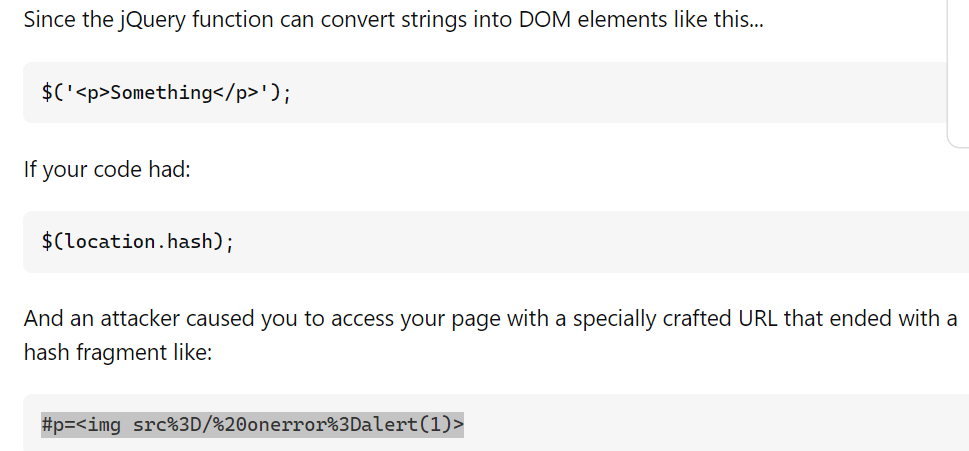 Since the jQuery function can convert strings into DOM elements like this...
$('<p>Something</p>');
If your code had:
$(location.hash);
And an attacker caused you to access your page with a specially crafted URL that ended with a
hash fragment like:
#p=<img src%3D/%20onerror%3Dalert(1)>